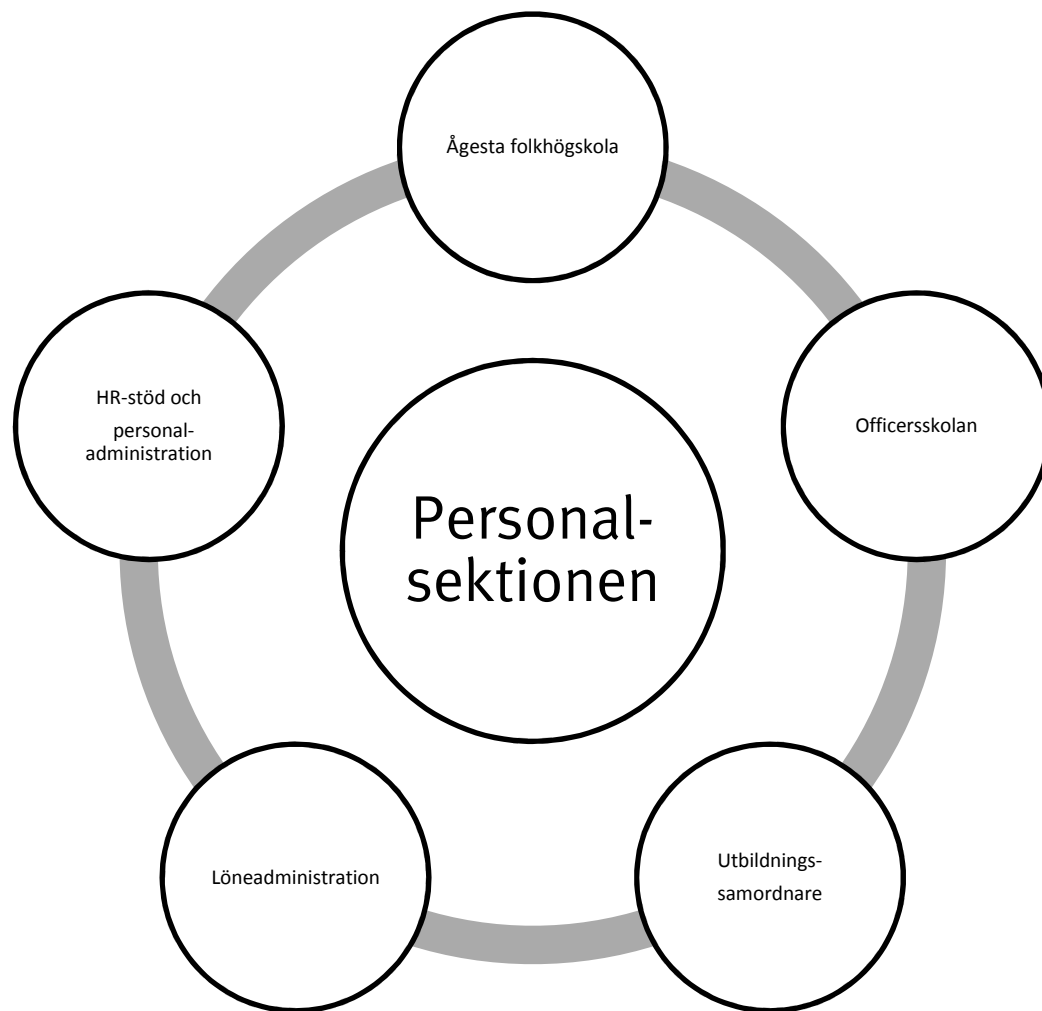 Ågesta folkhögskola
HR-stöd och
personal-
administration
Officersskolan
Personal-
sektionen
Löneadministration
Utbildnings-
samordnare